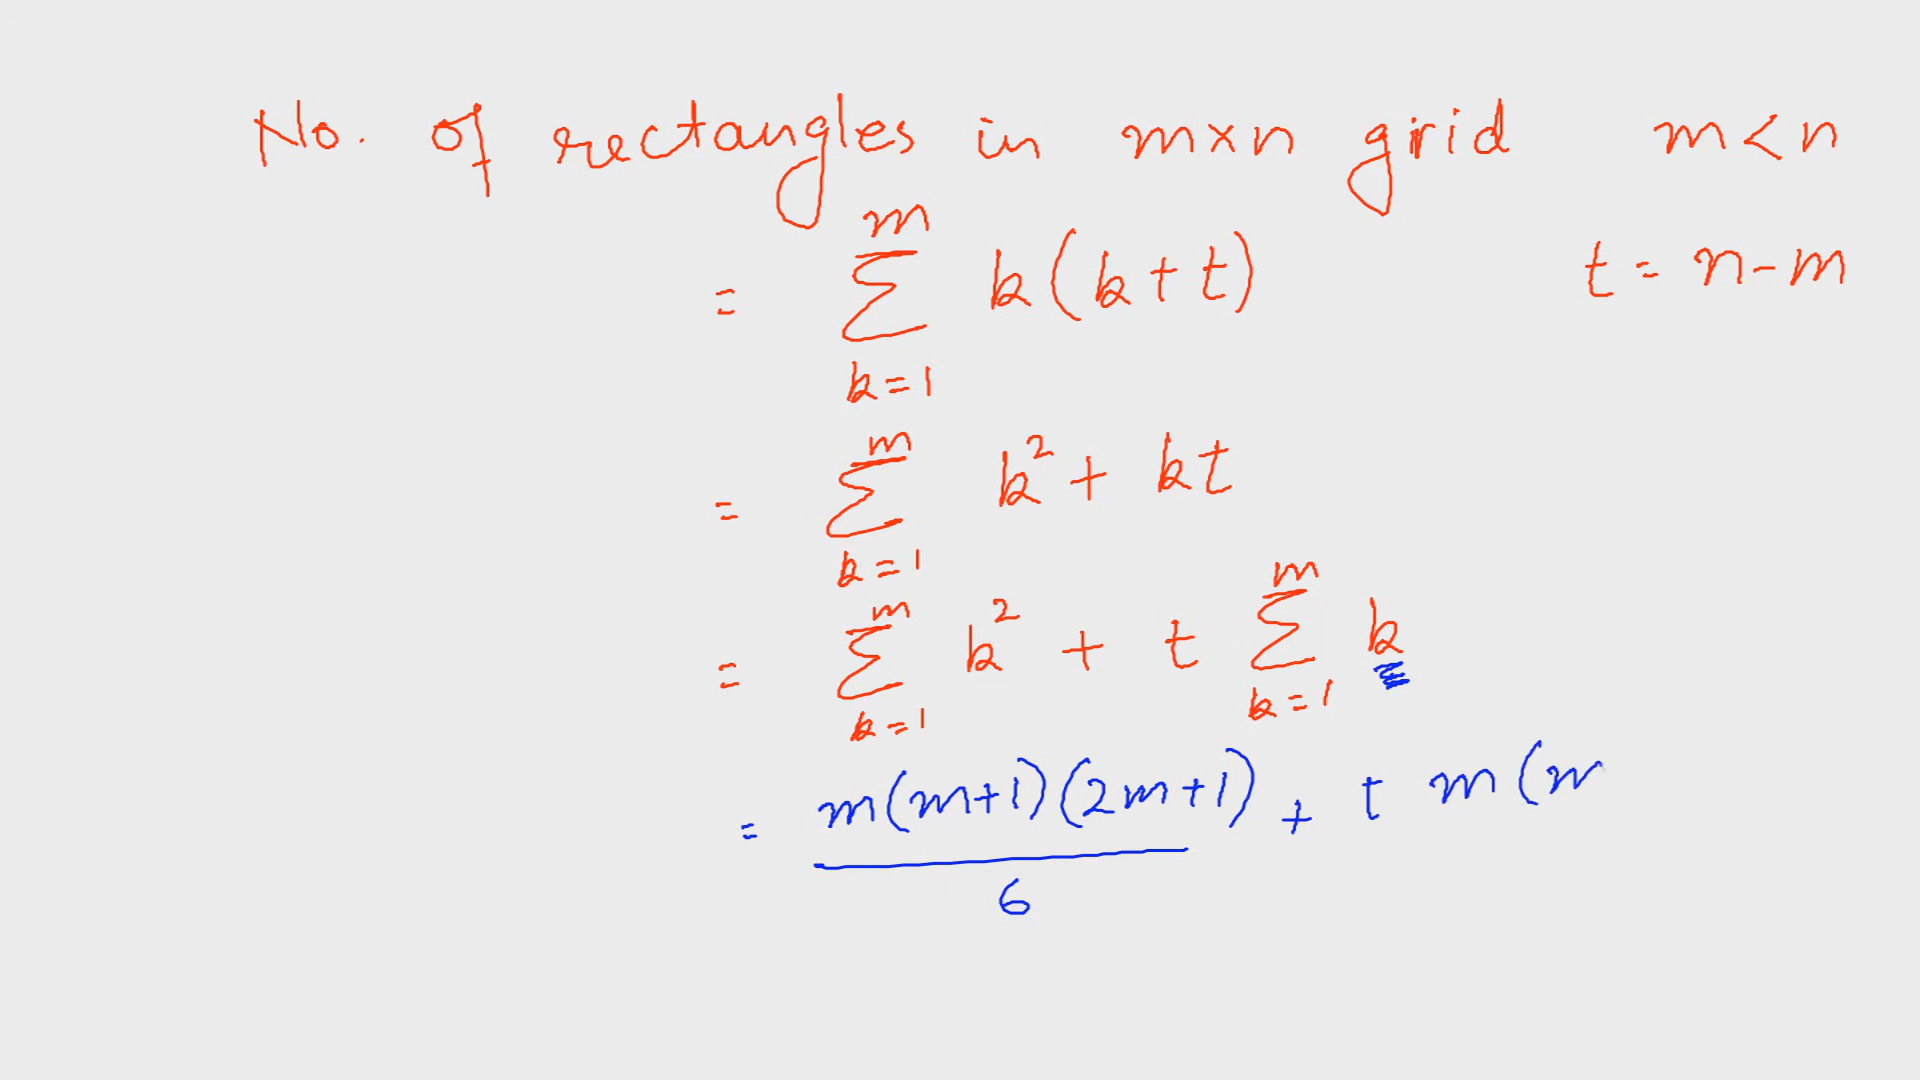 No. of rectangles in m×n grid m<n
= ∑_{k=1}^{m} k(k+t) t = n-m
= ∑_{k=1}^{m} k² + kt
= ∑_{k=1}^{m} k² + t ∑_{k=1}^{m} k
= m(m+1)(2m+1)/6 + t m(m